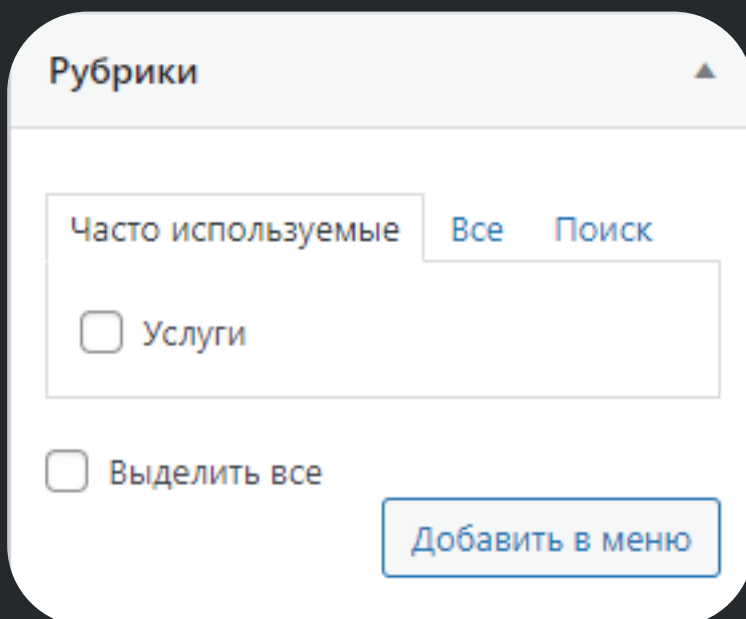 Рубрики
Часто используемые Все Поиск
Услуги
Выделить все
Добавить в меню